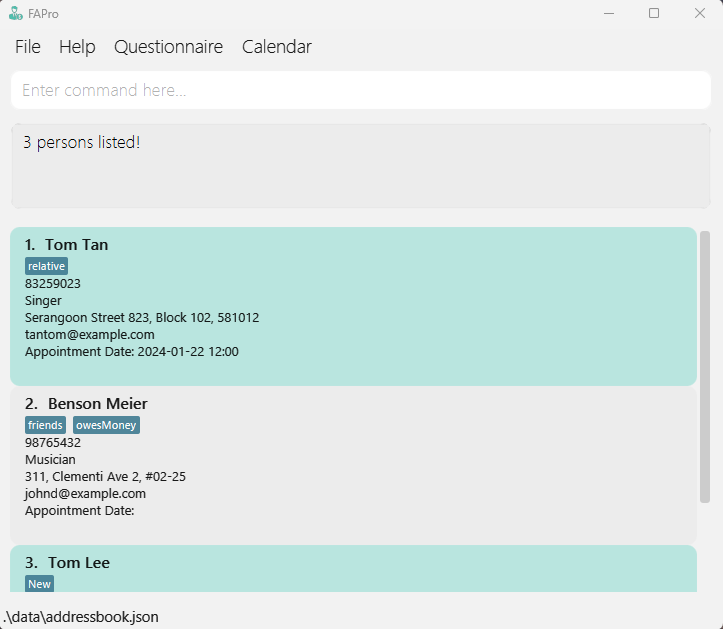 FAPro
File Help Questionnaire Calendar
Enter command here...
3 persons listed!
1. Tom Tan
relative
83259023
Singer
Serangoon Street 823, Block 102, 581012
tantom@example.com
Appointment Date: 2024-01-22 12:00
2. Benson Meier
friends owesMoney
98765432
Musician
311, Clementi Ave 2, #02-25
johnd@example.com
Appointment Date:
3. Tom Lee
New
.\data\addressbook.json